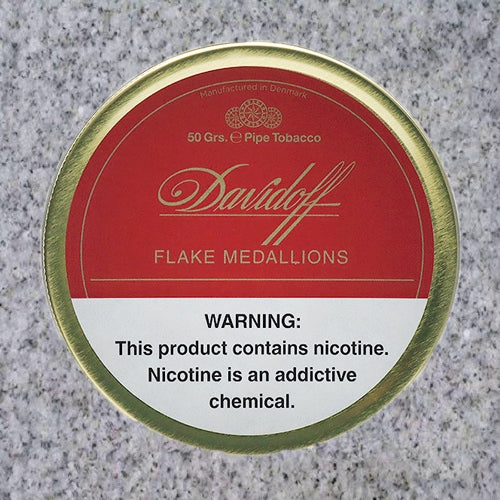 Manufactured in Denmark
50 Grs. ℮ Pipe Tobacco
Davidoff
FLAKE MEDALLIONS
WARNING:
This product contains nicotine.
Nicotine is an addictive
chemical.